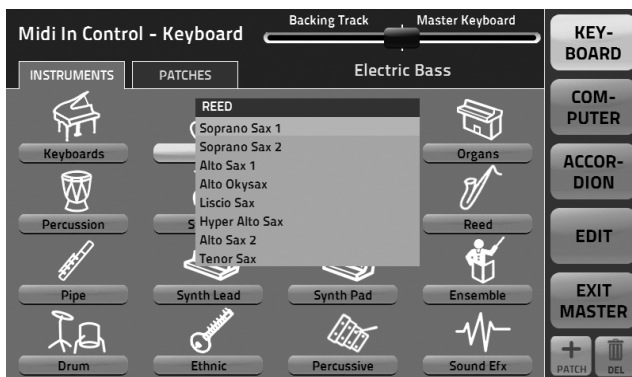 Midi In Control - Keyboard
Backing Track
Master Keyboard
INSTRUMENTS
PATCHES
Electric Bass
REED
Soprano Sax 1
Soprano Sax 2
Alto Sax 1
Alto Okysax
Liscio Sax
Hyper Alto Sax
Alto Sax 2
Tenor Sax
Keyboards
Organs
Percussion
S
Reed
Pipe
Synth Lead
Synth Pad
Ensemble
Drum
Ethnic
Percussive
Sound Efx
KEY-
BOARD
COM-
PUTER
ACCOR-
DION
EDIT
EXIT
MASTER
PATCH
DEL